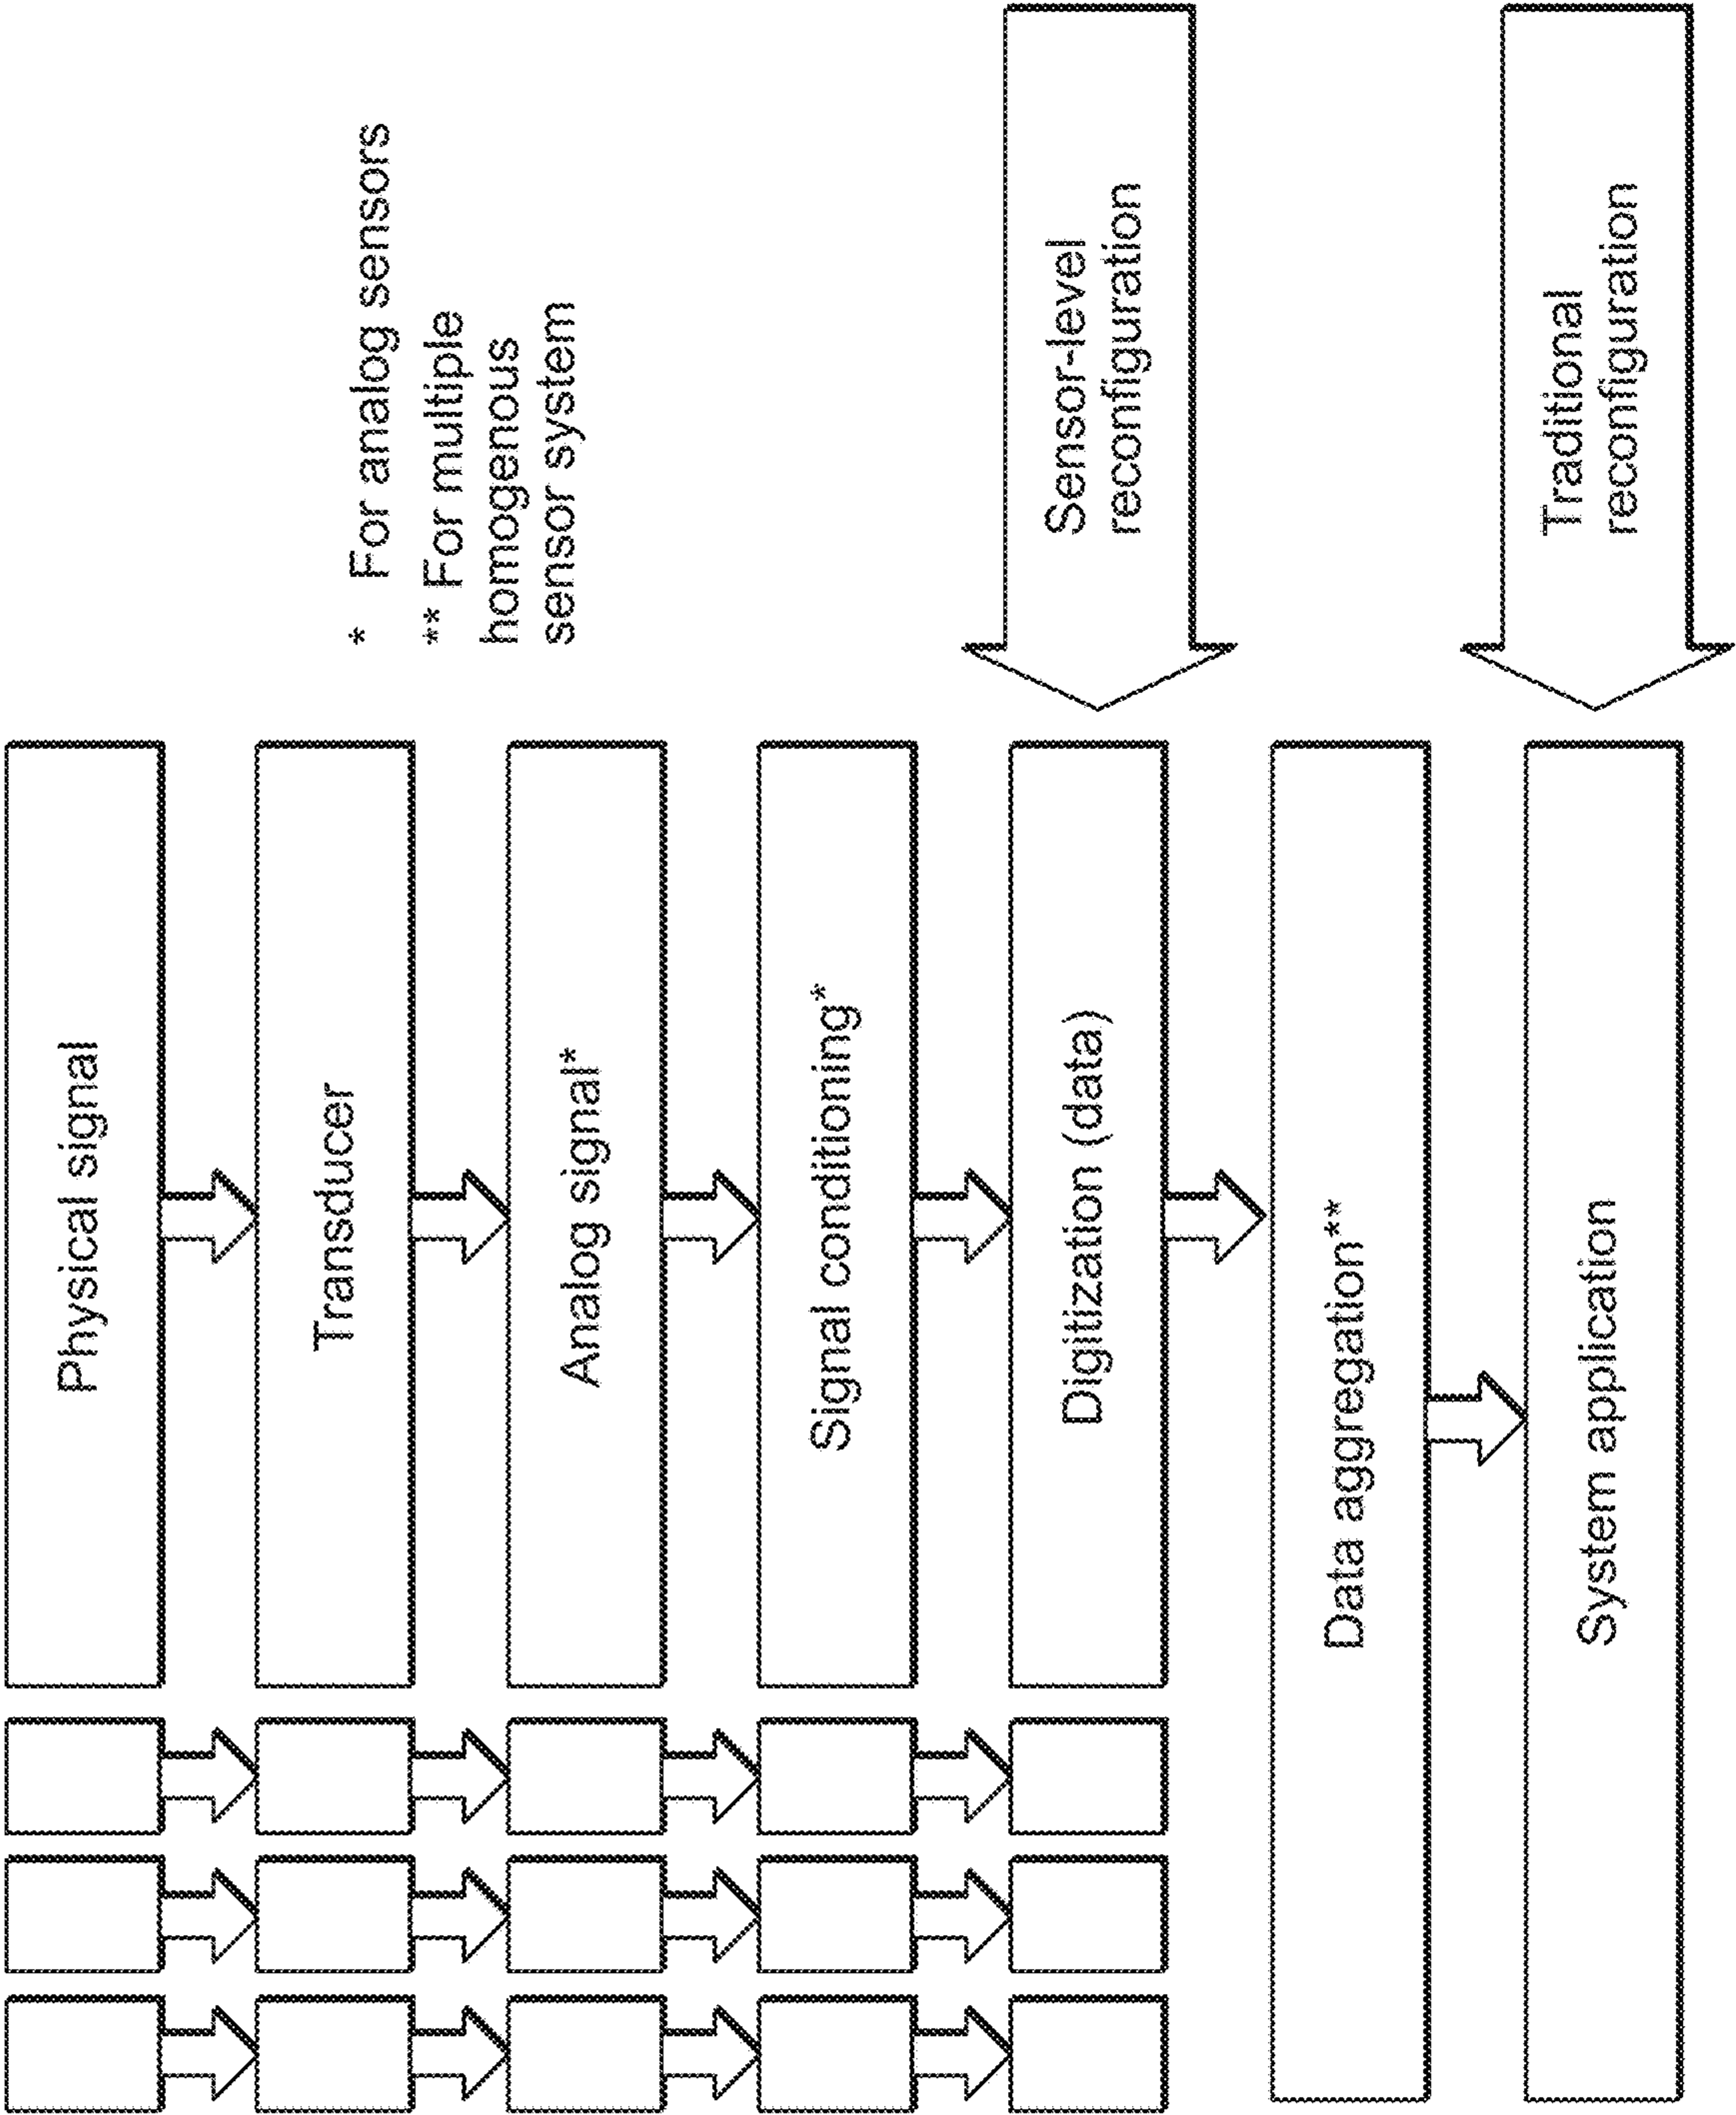 Physical signal
Transducer
Analog signal*
Signal conditioning*
Digitization (data)
Data aggregation**
System application
* For analog sensors
** For multiple
homogenous
sensor system
Sensor-level
reconfiguration
Traditional
reconfiguration